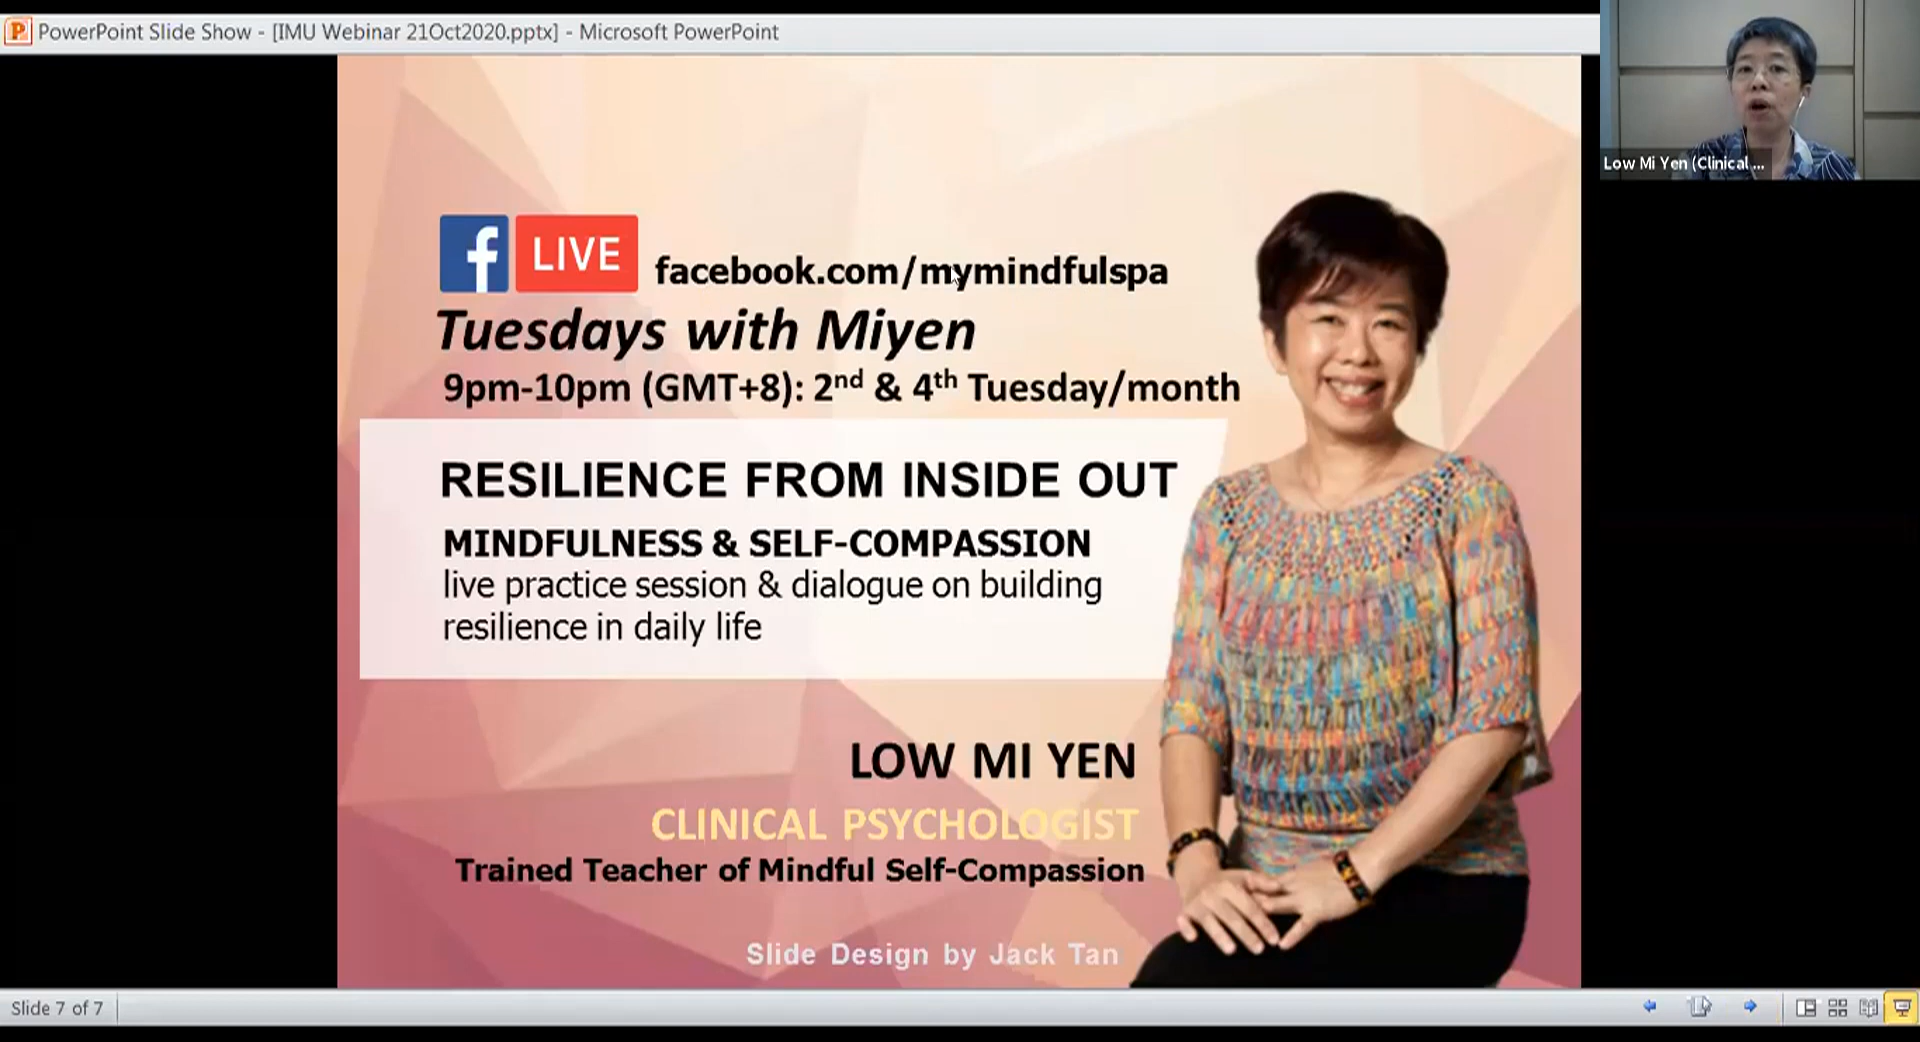 PowerPoint Slide Show - [IMU Webinar 21Oct2020.pptx] - Microsoft PowerPoint
Low Mi Yen (Clinical ...
f LIVE facebook.com/mymindfulspa
Tuesdays with Miyen
9pm-10pm (GMT+8): 2nd & 4th Tuesday/month
RESILIENCE FROM INSIDE OUT
MINDFULNESS & SELF-COMPASSION
live practice session & dialogue on building
resilience in daily life
LOW MI YEN
CLINICAL PSYCHOLOGIST
Trained Teacher of Mindful Self-Compassion
Slide Design by Jack Tan
Slide 7 of 7